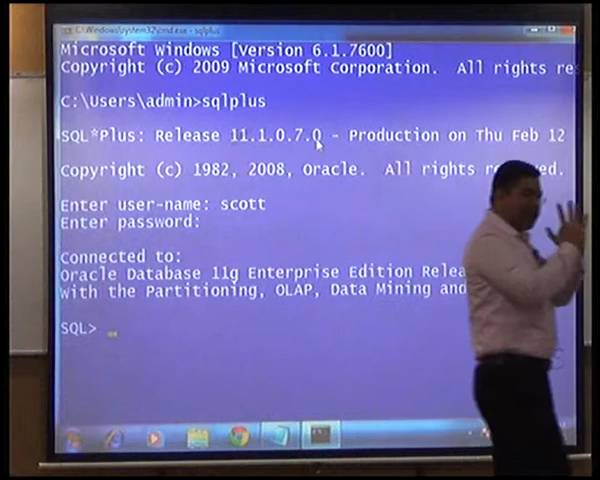 C:\Windows\system32\cmd.exe - sqlplus
Microsoft Windows [Version 6.1.7600]
Copyright (c) 2009 Microsoft Corporation. All rights res
C:\Users\admin>sqlplus
SQL*Plus: Release 11.1.0.7.0 - Production on Thu Feb 12
Copyright (c) 1982, 2008, Oracle. All rights reserved.
Enter user-name: scott
Enter password:
Connected to:
Oracle Database 11g Enterprise Edition Relea
With the Partitioning, OLAP, Data Mining and
SQL> _